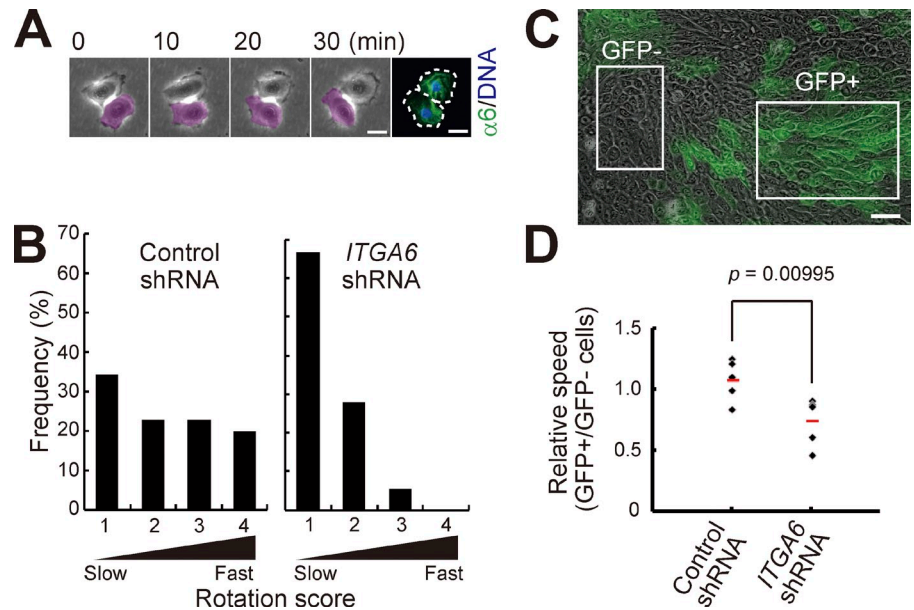 A
0 10 20 30 (min)
α6/DNA
B
Control
shRNA
ITGA6
shRNA
Frequency (%)
70
60
50
40
30
20
10
0
1 2 3 4
1 2 3 4
Slow Fast
Slow Fast
Rotation score
C
GFP-
GFP+
D
p = 0.00995
Relative speed
(GFP+/GFP- cells)
1.5
1.0
0.5
0
Control
shRNA
ITGA6
shRNA